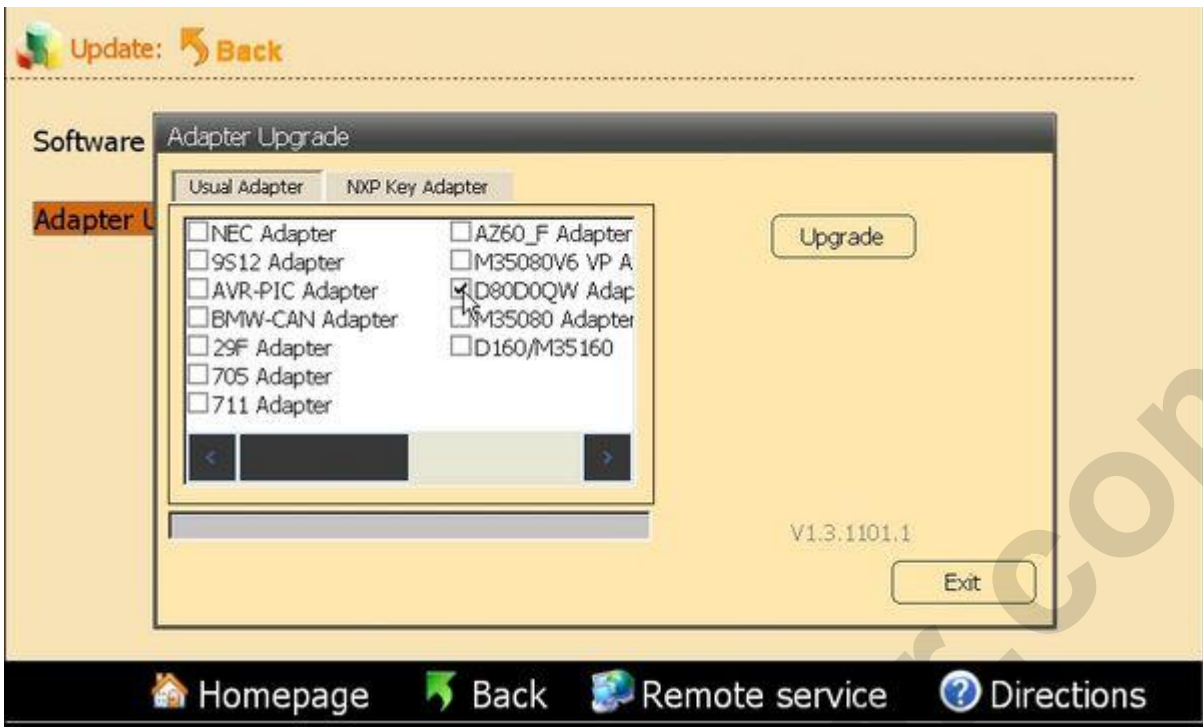 Update: Back
Software
Adapter U
Adapter Upgrade
Usual Adapter NXP Key Adapter
NEC Adapter
9S12 Adapter
AVR-PIC Adapter
BMW-CAN Adapter
29F Adapter
705 Adapter
711 Adapter
AZ60_F Adapter
M35080V6 VP A
D80D0QW Adap
M35080 Adapter
D160/M35160
Upgrade
V1.3.1101.1
Exit
Homepage Back Remote service Directions